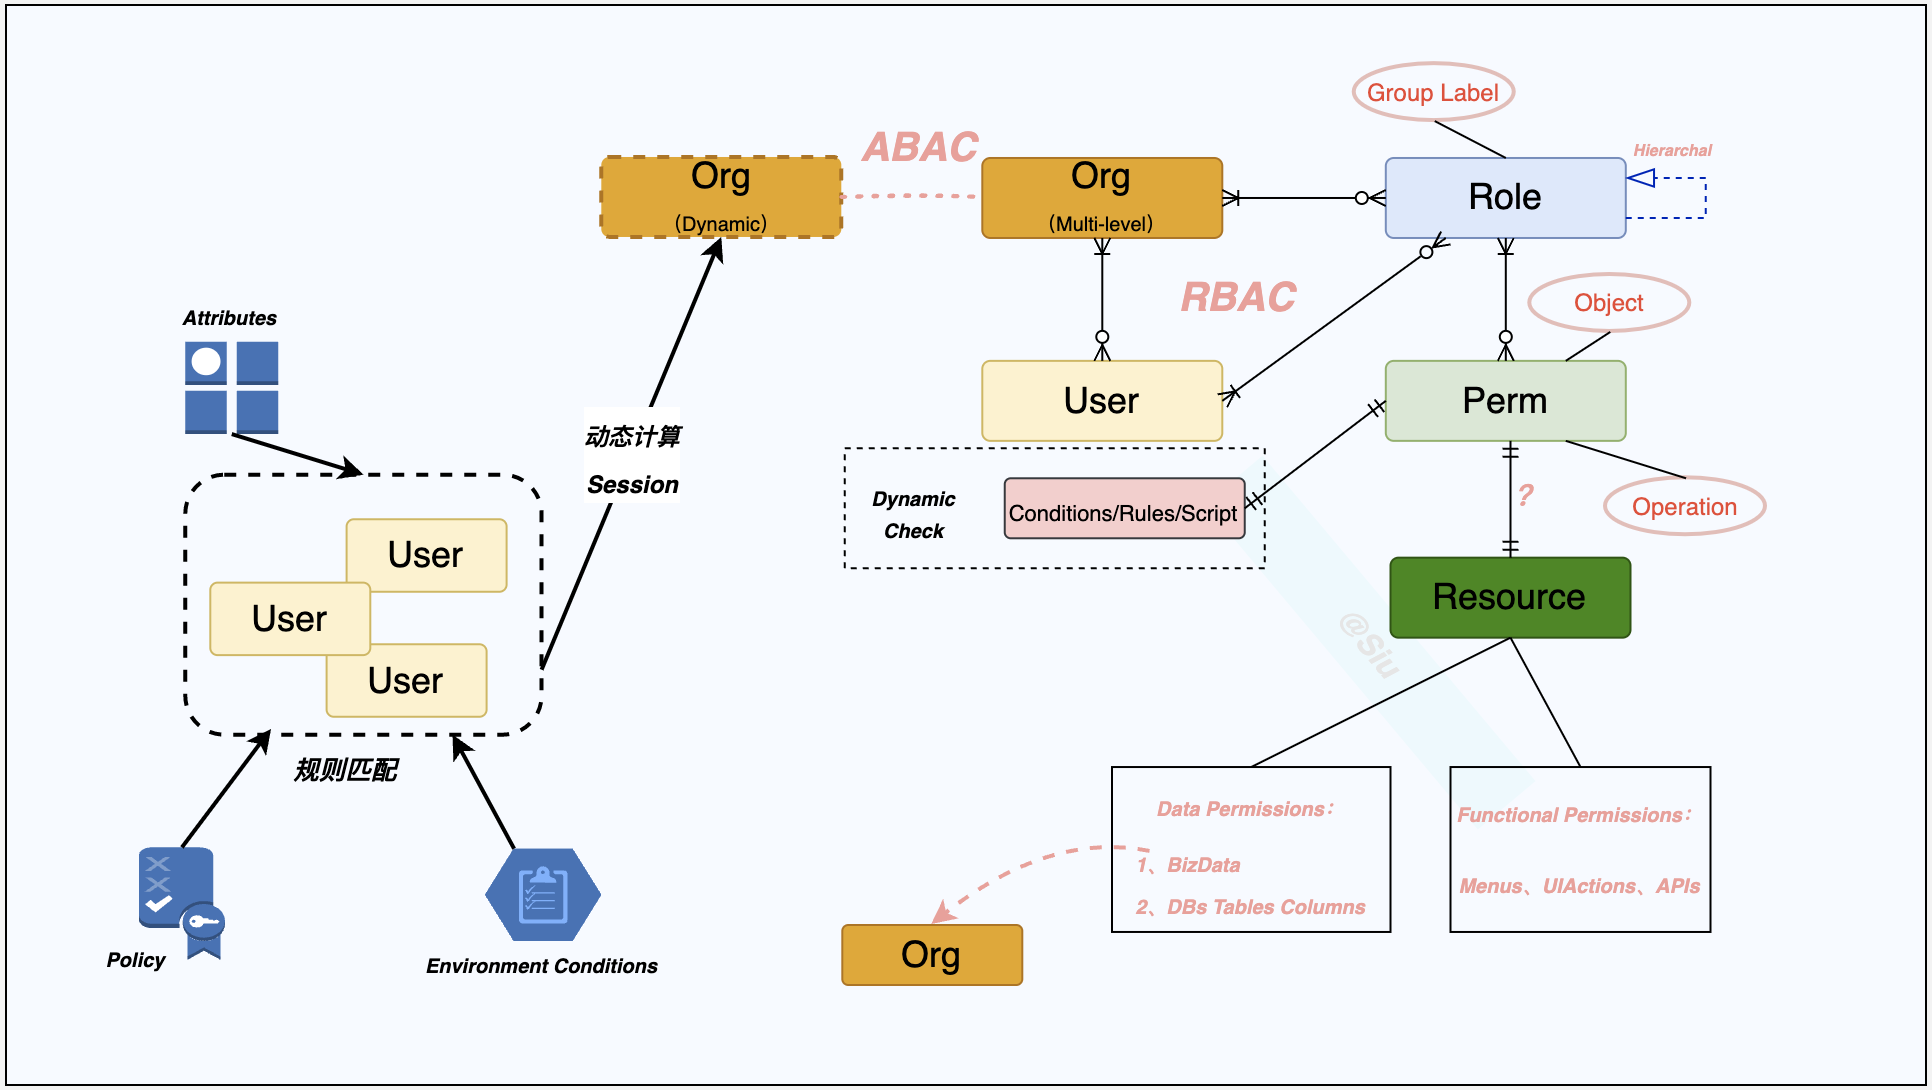 Group Label
ABAC
Hierarchal
Org
(Dynamic)
Org
(Multi-level)
Role
RBAC
Object
Attributes
User
Perm
动态计算
Session
Dynamic
Check
Conditions/Rules/Script
?
Operation
User
User
User
Resource
@Siu
规则匹配
Data Permissions：
1、BizData
2、DBs Tables Columns
Functional Permissions：
Menus、UIActions、APIs
Org
Policy
Environment Conditions